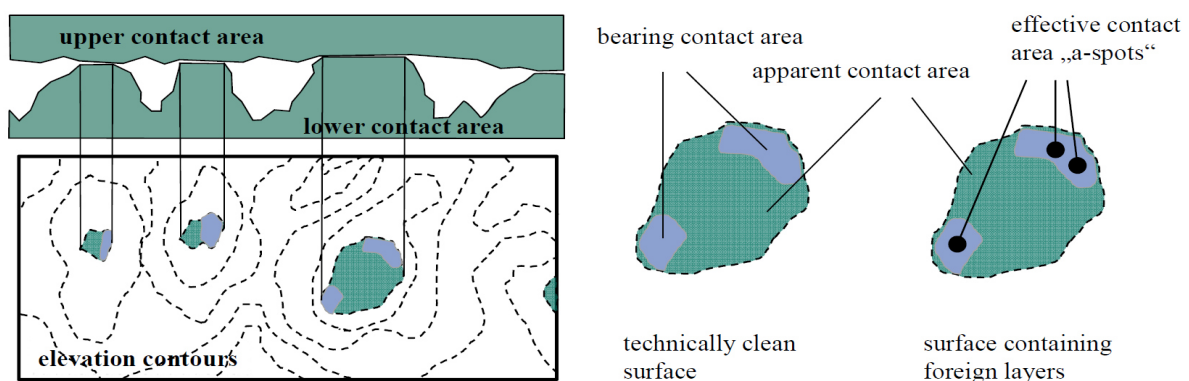 upper contact area
lower contact area
elevation contours
bearing contact area
apparent contact area
effective contact
area „a-spots“
technically clean
surface
surface containing
foreign layers